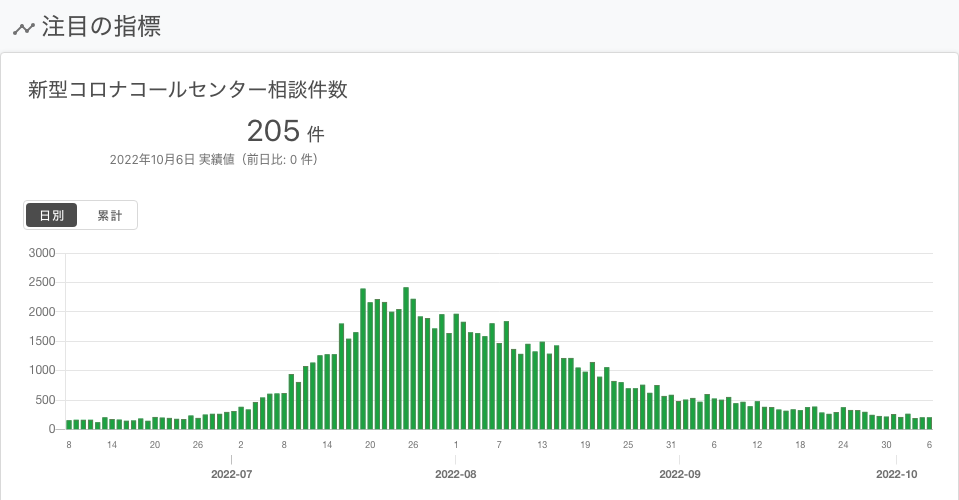 注目の指標
新型コロナコールセンター相談件数
205 件
2022年10月6日 実績値（前日比: 0 件）
日別 累計
3000
2500
2000
1500
1000
500
0
8 14 20 26 2 8 14 20 26 1 7 13 19 25 31 6 12 18 24 30 6
2022-07 2022-08 2022-09 2022-10